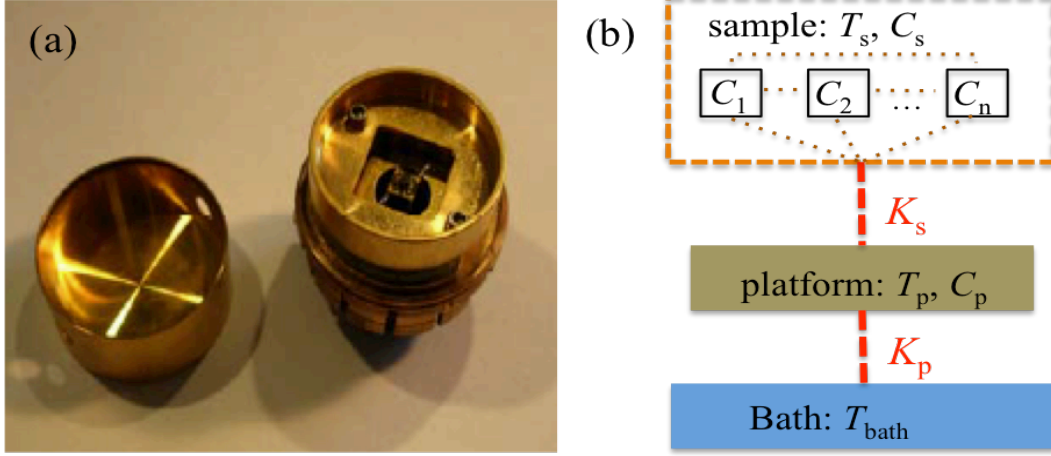 (a)
(b)
sample: Ts, Cs
C1 C2 ... Cn
Ks
platform: Tp, Cp
Kp
Bath: Tbath